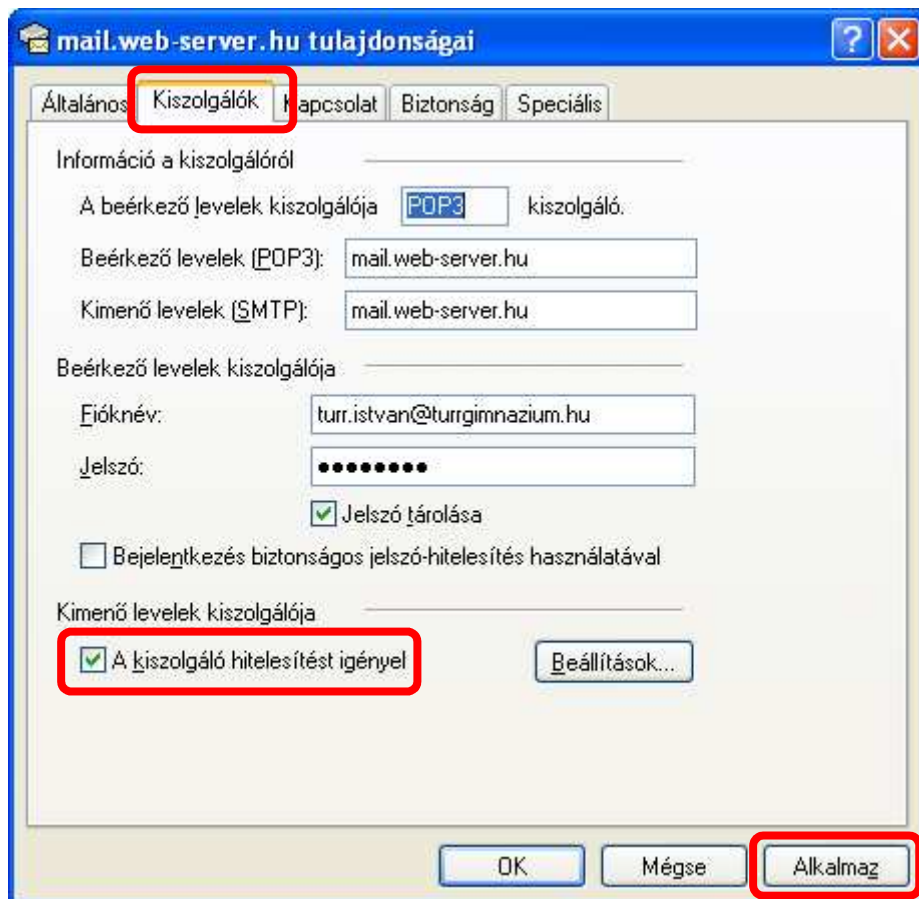 mail.web-server.hu tulajdonságai
Általános Kiszolgálók Kapcsolat Biztonság Speciális
Információ a kiszolgálóról
A beérkező levelek kiszolgálója POP3 kiszolgáló.
Beérkező levelek (POP3): mail.web-server.hu
Kimenő levelek (SMTP): mail.web-server.hu
Beérkező levelek kiszolgálója
Fióknév: turr.istvan@turrgimnazium.hu
Jelszó: ●●●●●●●●
Jelszó tárolása
Bejelentkezés biztonságos jelszó-hitelesítés használatával
Kimenő levelek kiszolgálója
A kiszolgáló hitelesítést igényel Beállítások...
OK Mégse Alkalmaz